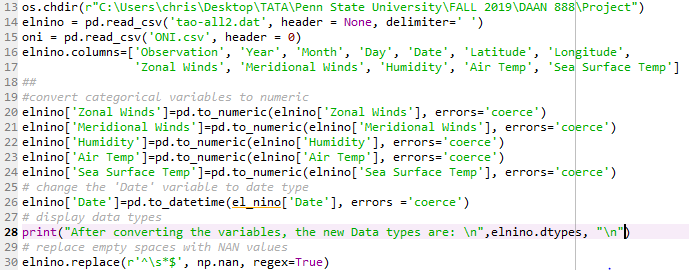 13 os.chdir(r"C:\Users\chris\Desktop\TATA\Penn State University\FALL 2019\DAAN 888\Project")
14 elnino = pd.read_csv('tao-all2.dat', header = None, delimiter=' ')
15 oni = pd.read_csv('ONI.csv', header = 0)
16 elnino.columns=['Observation', 'Year', 'Month', 'Day', 'Date', 'Latitude', 'Longitude',
17 'Zonal Winds', 'Meridional Winds', 'Humidity', 'Air Temp', 'Sea Surface Temp']
18 ##
19 #convert categorical variables to numeric
20 elnino['Zonal Winds']=pd.to_numeric(elnino['Zonal Winds'], errors='coerce')
21 elnino['Meridional Winds']=pd.to_numeric(elnino['Meridional Winds'], errors='coerce')
22 elnino['Humidity']=pd.to_numeric(elnino['Humidity'], errors='coerce')
23 elnino['Air Temp']=pd.to_numeric(elnino['Air Temp'], errors='coerce')
24 elnino['Sea Surface Temp']=pd.to_numeric(elnino['Sea Surface Temp'], errors='coerce')
25 # change the 'Date' variable to date type
26 elnino['Date']=pd.to_datetime(el_nino['Date'], errors ='coerce')
27 # display data types
28 print("After converting the variables, the new Data types are: \n",elnino.dtypes, "\n")
29 # replace empty spaces with NAN values
30 elnino.replace(r'^\s*$', np.nan, regex=True)